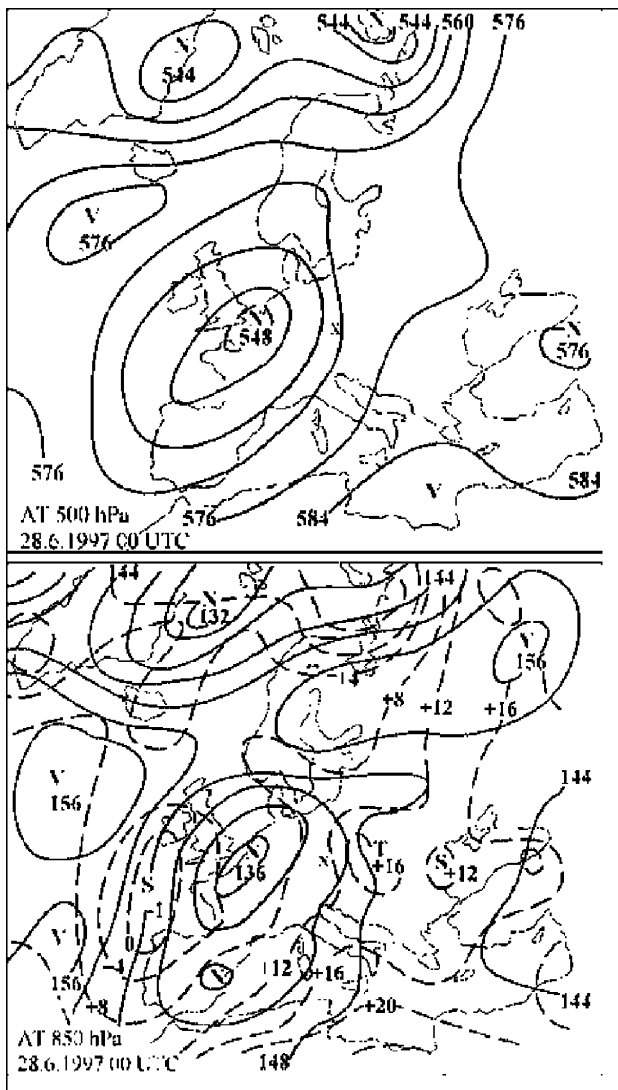 544 544 560 576
N N
544
V
576
N
548
x
N
576
576
V
584
576 584
AT 500 hPa
28.6.1997 00 UTC
144 144
N
132
V
156
-14
+8 +12 +16
V
156
144
T
+16
S
+12
x
136
S
-1
0
-4
V
156
+8
+12 +16
+20
144
148
AT 850 hPa
28.6.1997 00 UTC